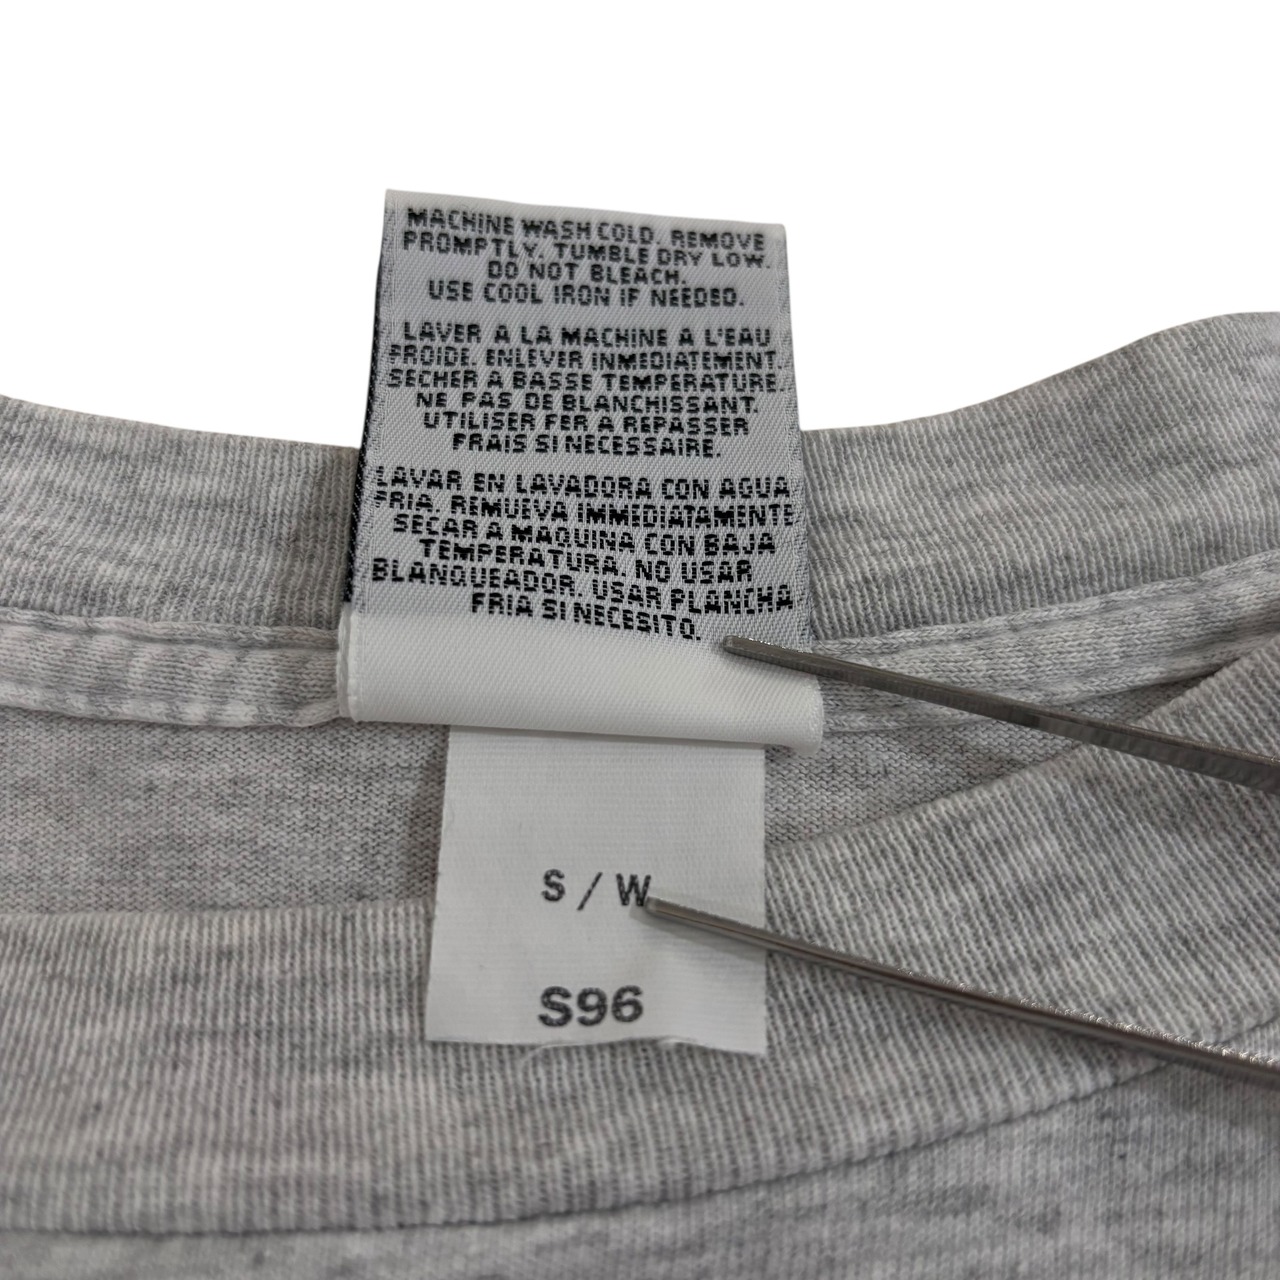 MACHINE WASH COLD. REMOVE
PROMPTLY. TUMBLE DRY LOW.
DO NOT BLEACH.
USE COOL IRON IF NEEDED.
LAVER A LA MACHINE A L'EAU
FROIDE. ENLEVER INMEDIATEMENT.
SECHER A BASSE TEMPERATURE.
NE PAS DE BLANCHISSANT.
UTILISER FER A REPASSER
FRAIS SI NECESSAIRE.
LAVAR EN LAVADORA CON AGUA
FRIA. REMUEVA IMMEDIATAMENTE
SECAR A MAQUINA CON BAJA
TEMPERATURA. NO USAR
BLANQUEADOR. USAR PLANCHA
FRIA SI NECESITO.
S / W
S96